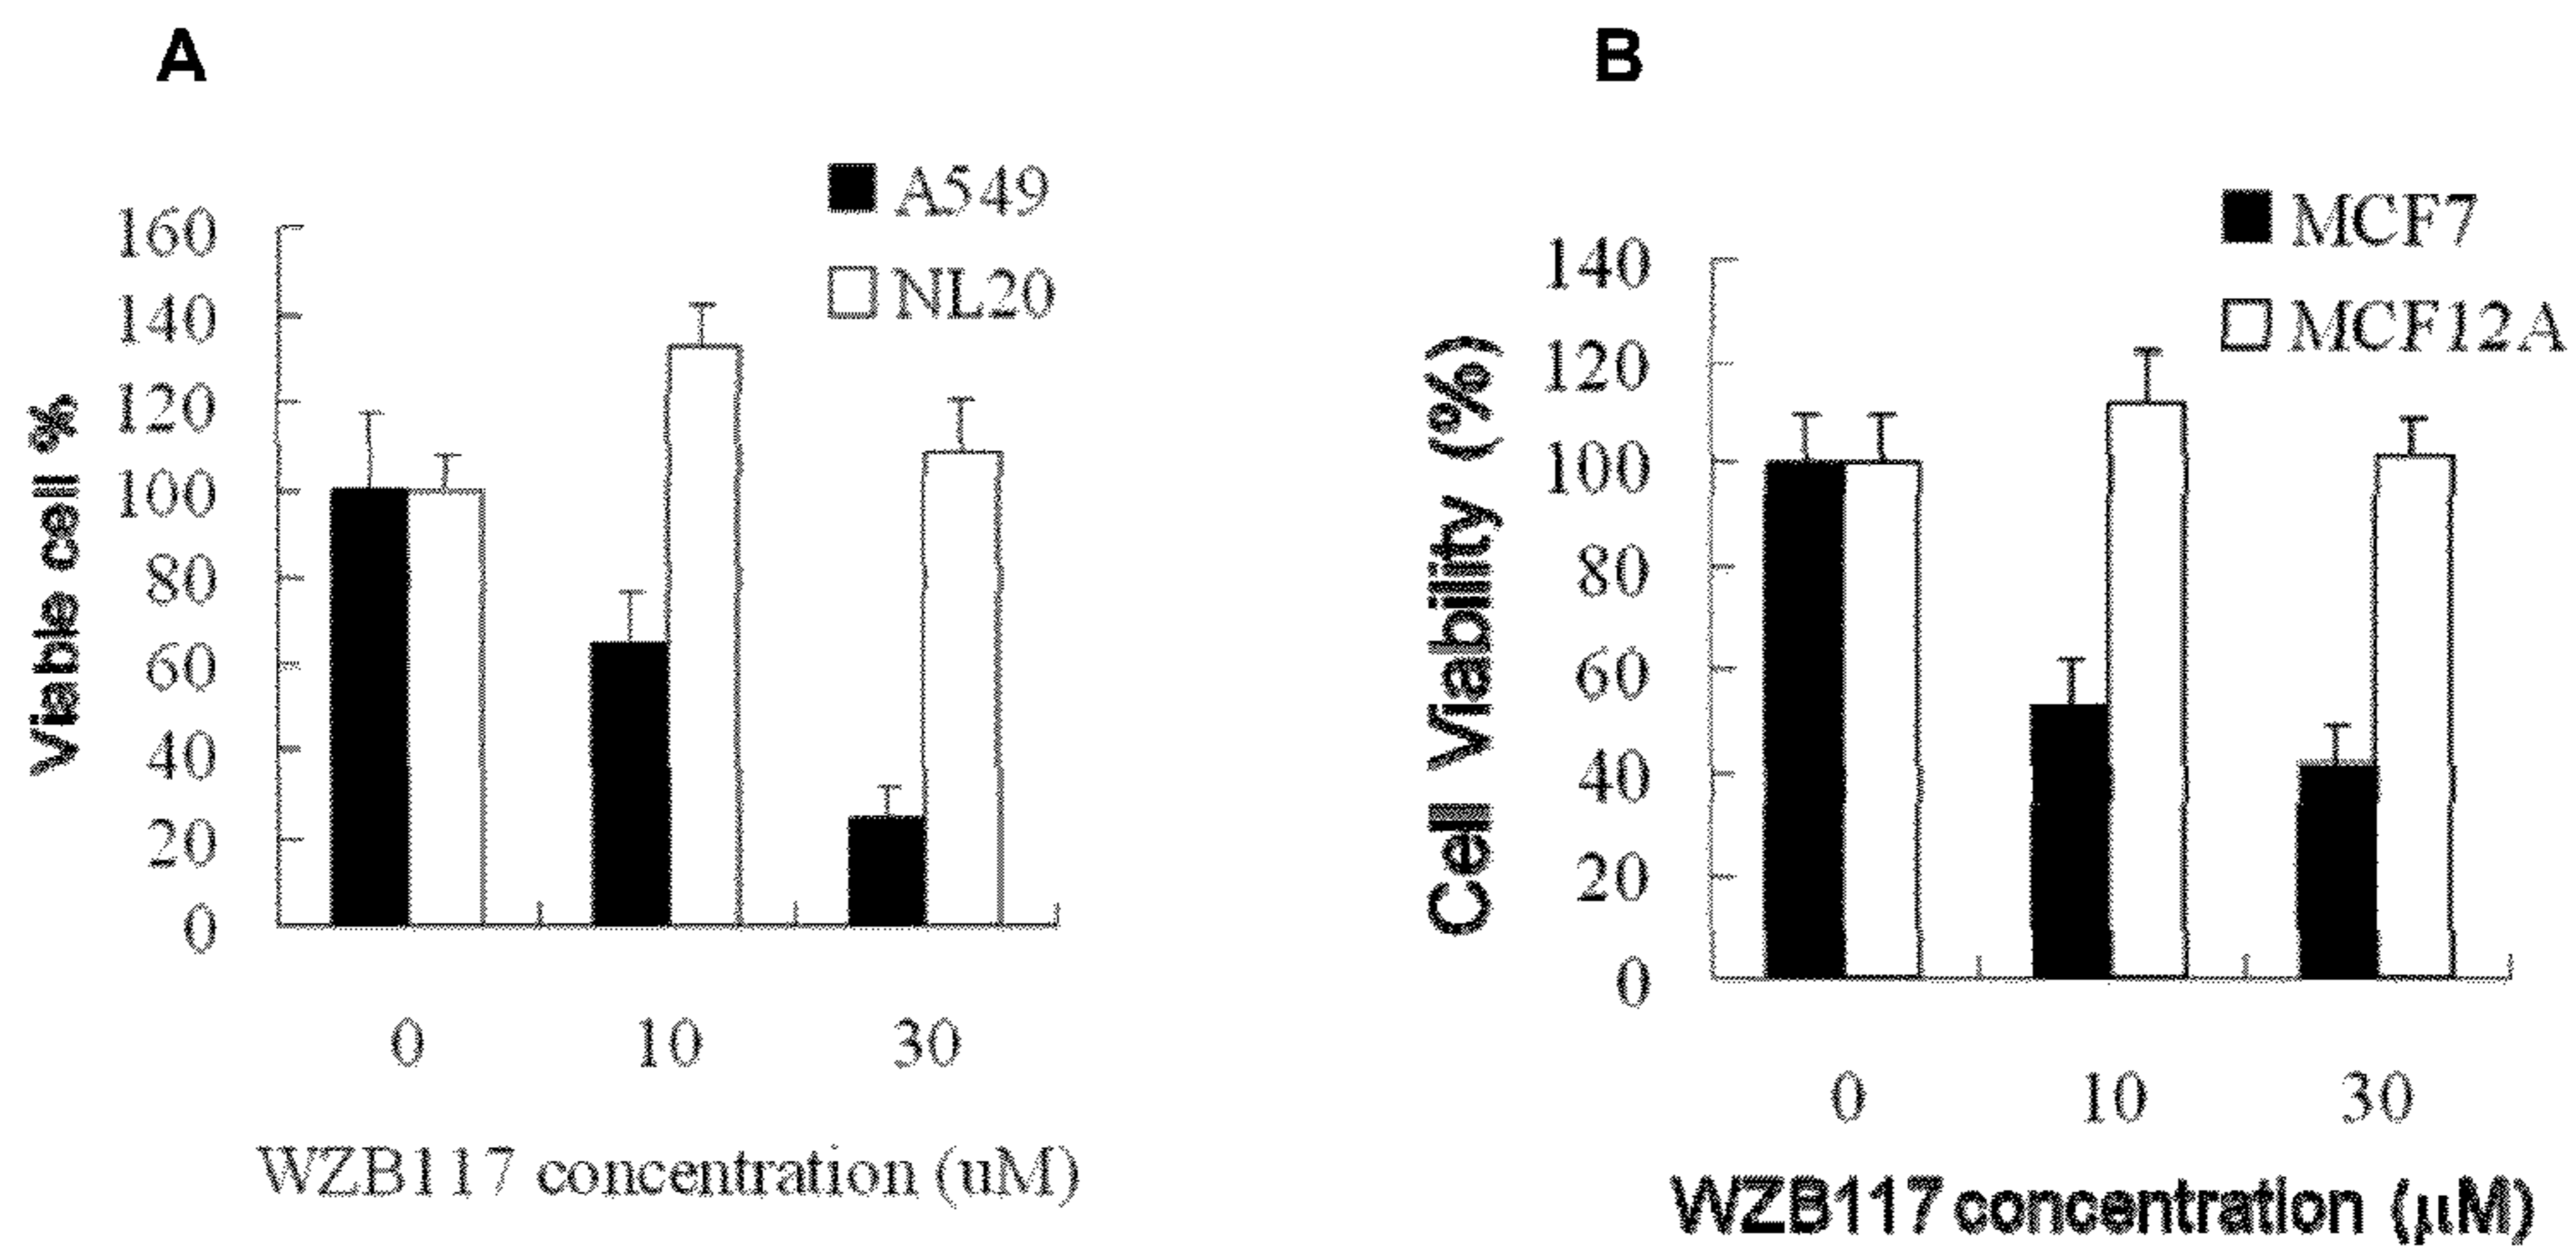 A
A549
NL20
160
140
120
100
80
60
40
20
0
Viable cell %
0 10 30
WZB117 concentration (uM)
B
MCF7
MCF12A
140
120
100
80
60
40
20
0
Cell Viability (%)
0 10 30
WZB117 concentration (μM)